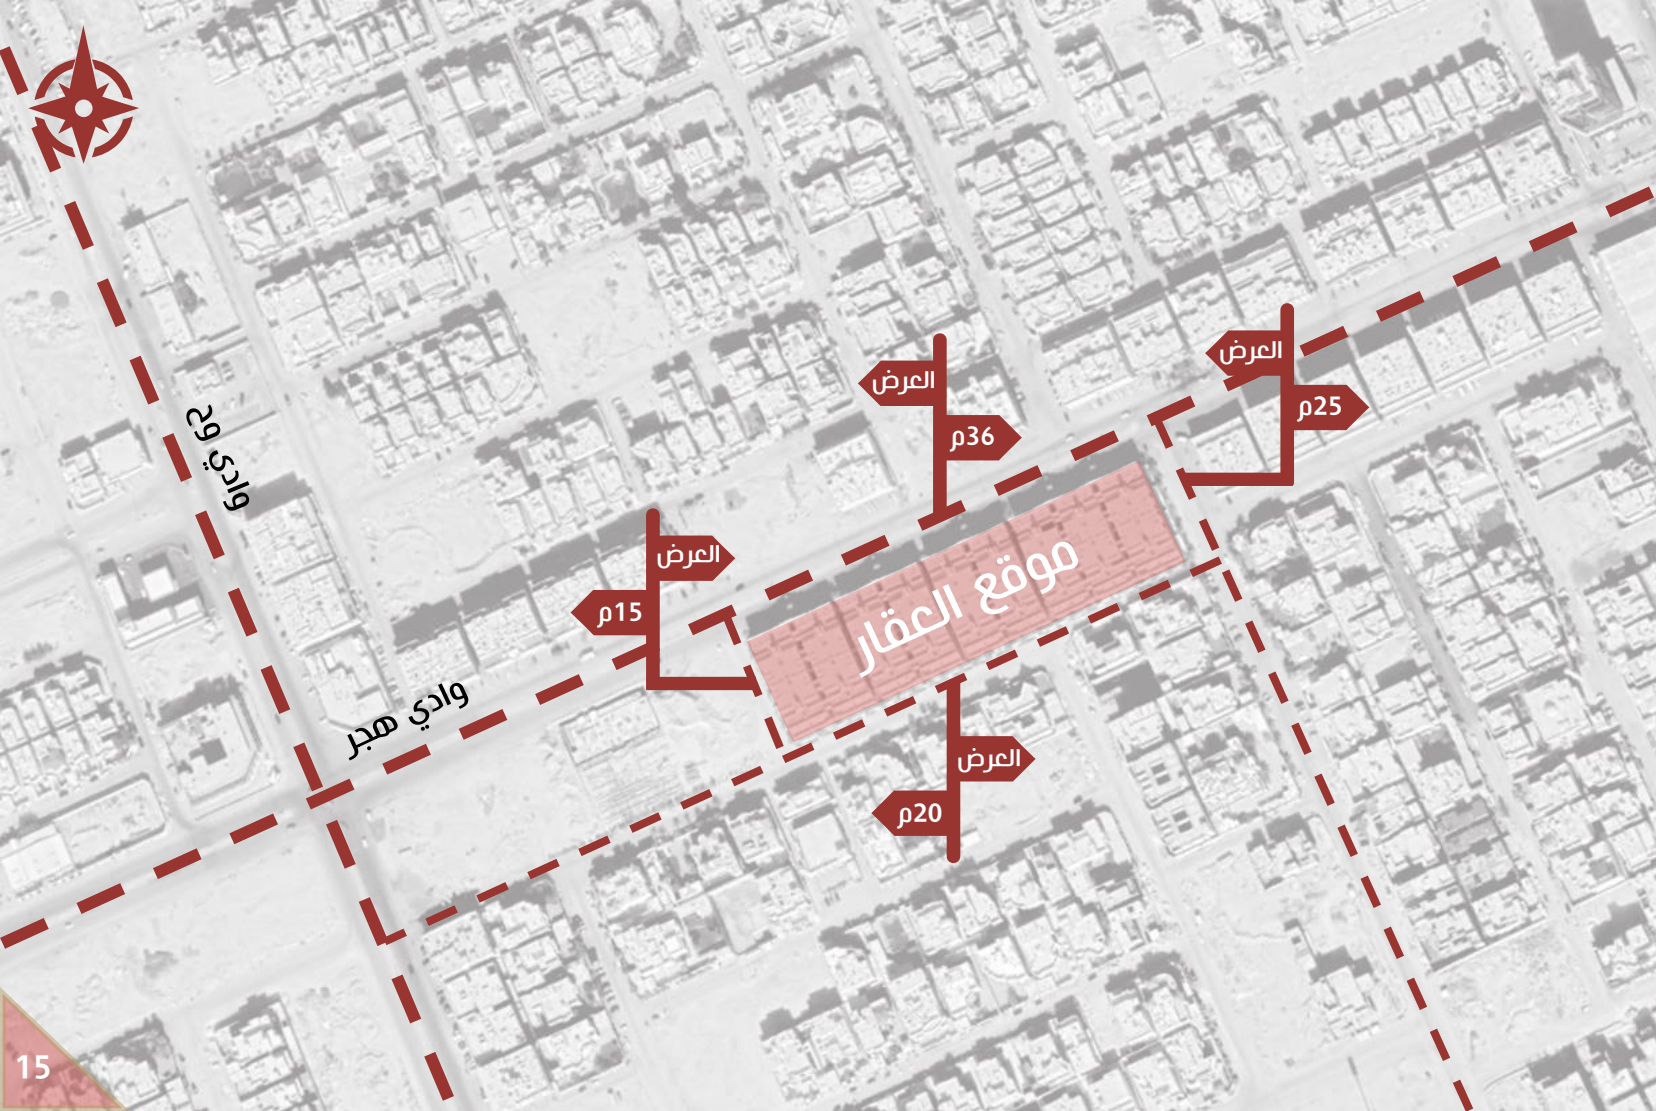 العرض
25م
العرض
36م
وادي وج
العرض
15م
موقع العقار
وادي هجر
العرض
20م
15